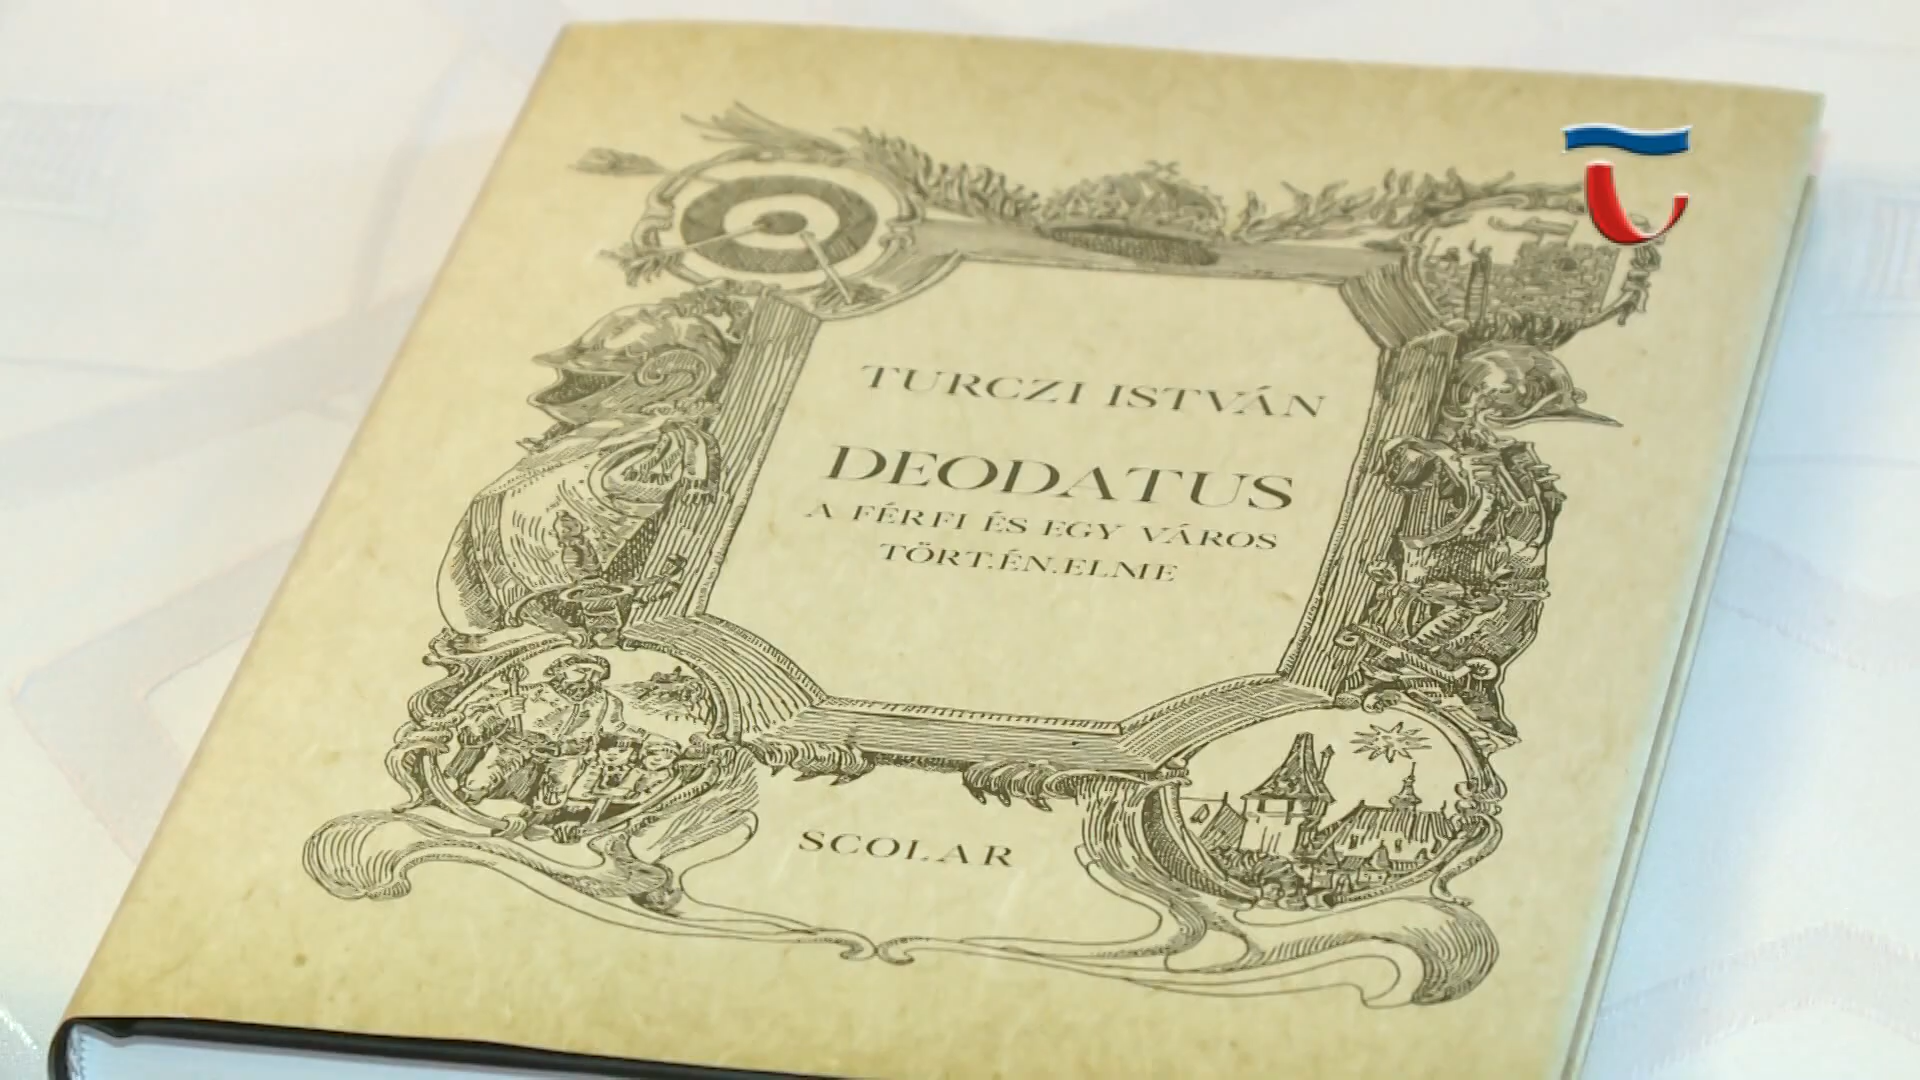 TURCZI ISTVÁN
DEODATUS
A FÉRFI ÉS EGY VÁROS
TÖRT.ÉN.ELME
SCOLAR